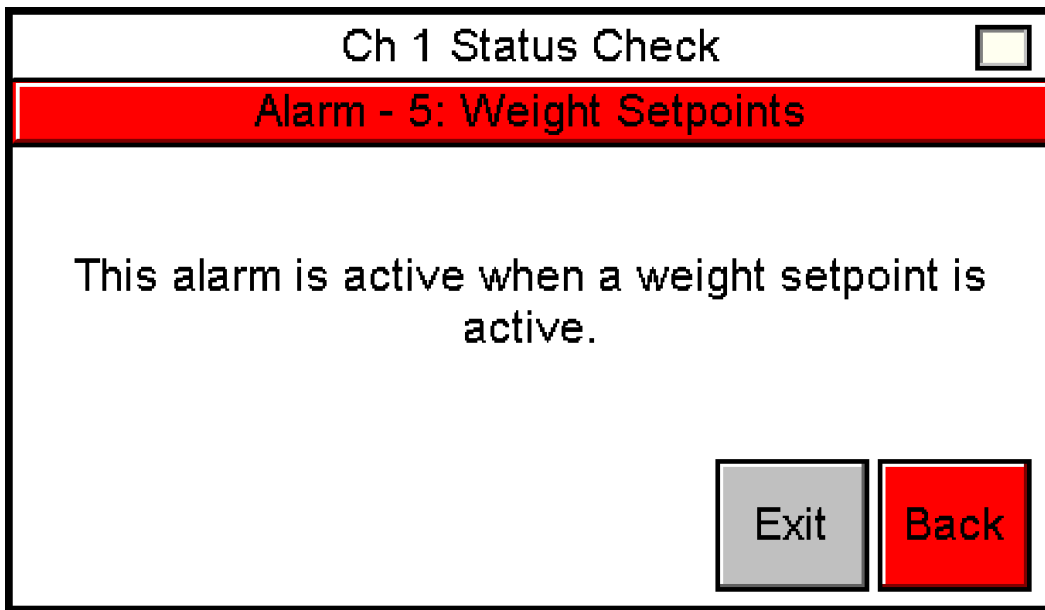 Ch 1 Status Check
Alarm - 5: Weight Setpoints
This alarm is active when a weight setpoint is
active.
Exit Back